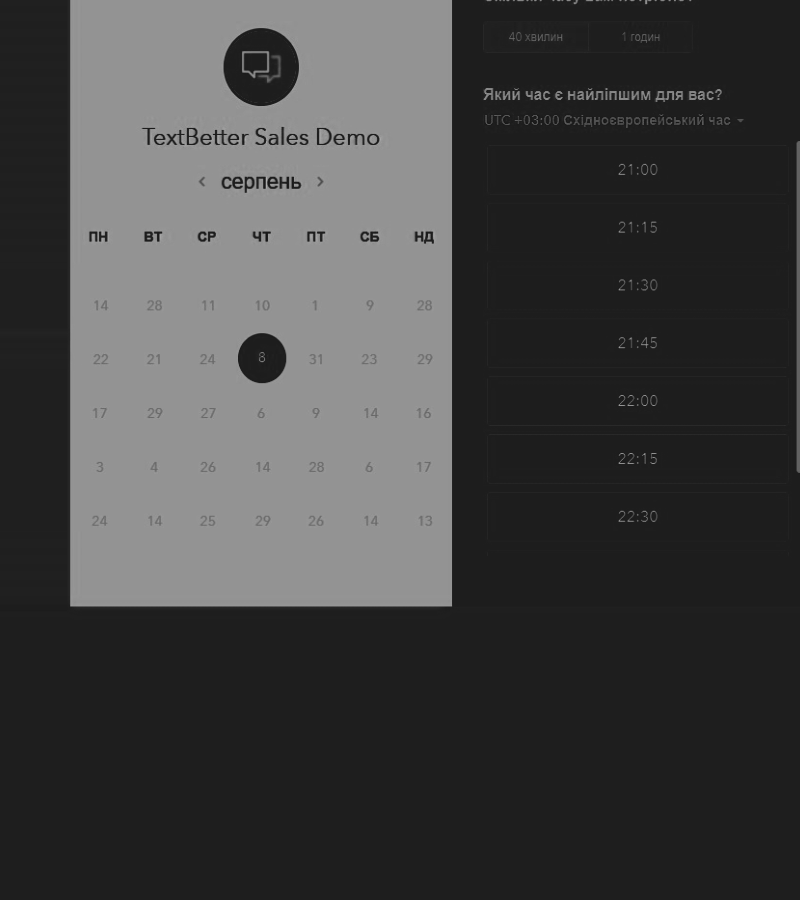 TextBetter Sales Demo
серпень
ПН ВТ СР ЧТ ПТ СБ НД
14 28 11 10 1 9 28
22 21 24 8 31 23 29
17 29 27 6 9 14 16
3 4 26 14 28 6 17
24 14 25 29 26 14 13
40 хвилин 1 годин
Який час є найліпшим для вас?
UTC +03:00 Східноєвропейський час
21:00
21:15
21:30
21:45
22:00
22:15
22:30